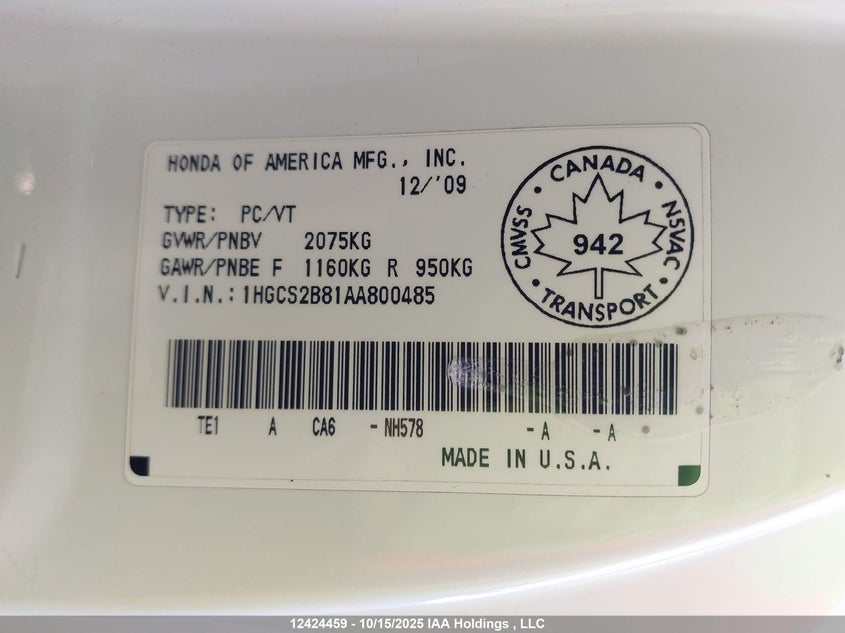 HONDA OF AMERICA MFG., INC.
12/'09
TYPE: PC/VT
GVWR/PNBV 2075KG
GAWR/PNBE F 1160KG R 950KG
V.I.N.: 1HGCS2B81AA800485
CANADA
CMVSS
942
NSVAC
TRANSPORT
TE1 A CA6 - NH578 - A - A
MADE IN U.S.A.
12424459 - 10/15/2025 IAA Holdings , LLC